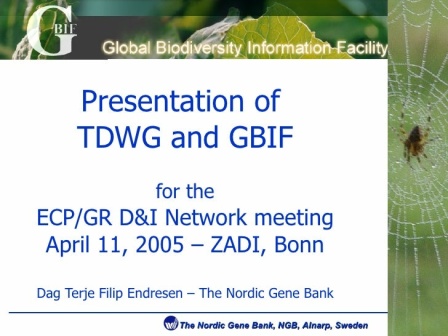 GBIF
Global Biodiversity Information Facility
Presentation of
TDWG and GBIF
for the
ECP/GR D&I Network meeting
April 11, 2005 – ZADI, Bonn
Dag Terje Filip Endresen – The Nordic Gene Bank
The Nordic Gene Bank, NGB, Alnarp, Sweden